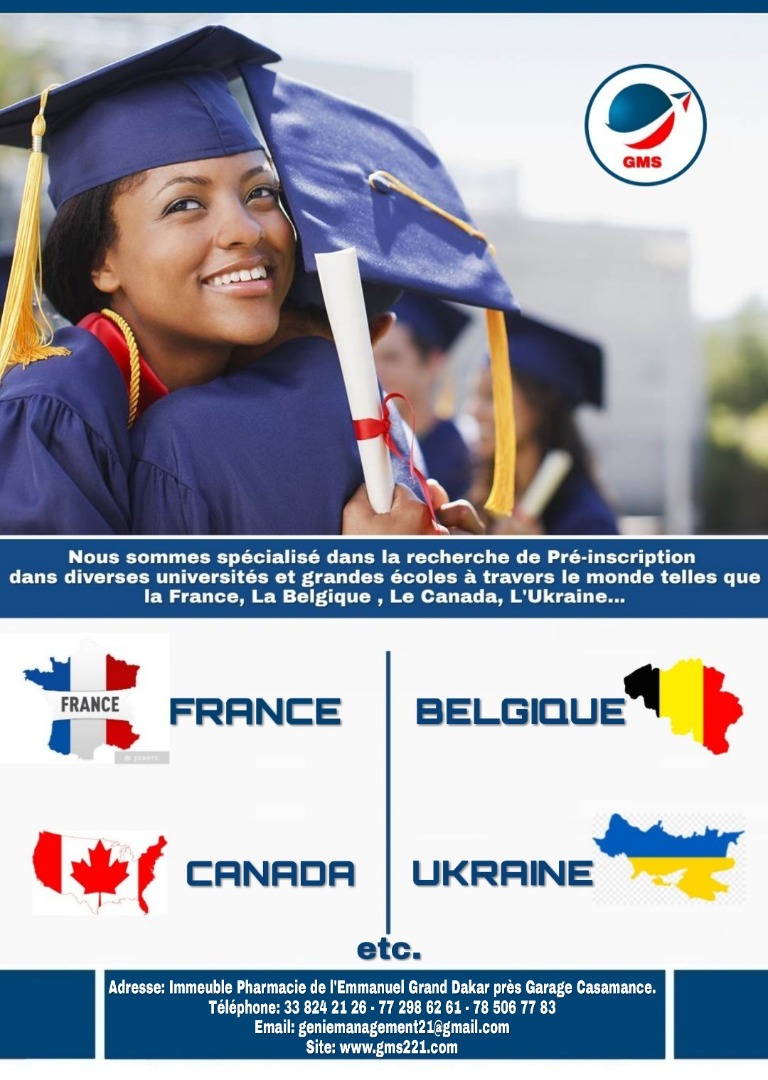 GMS
Nous sommes spécialisé dans la recherche de Pré-inscription
dans diverses universités et grandes écoles à travers le monde telles que
la France, La Belgique , Le Canada, L'Ukraine...
FRANCE
FRANCE
BELGIQUE
pixers
CANADA
UKRAINE
etc.
Adresse: Immeuble Pharmacie de l'Emmanuel Grand Dakar près Garage Casamance.
Téléphone: 33 824 21 26 - 77 298 62 61 - 78 506 77 83
Email: geniemanagement21@gmail.com
Site: www.gms221.com